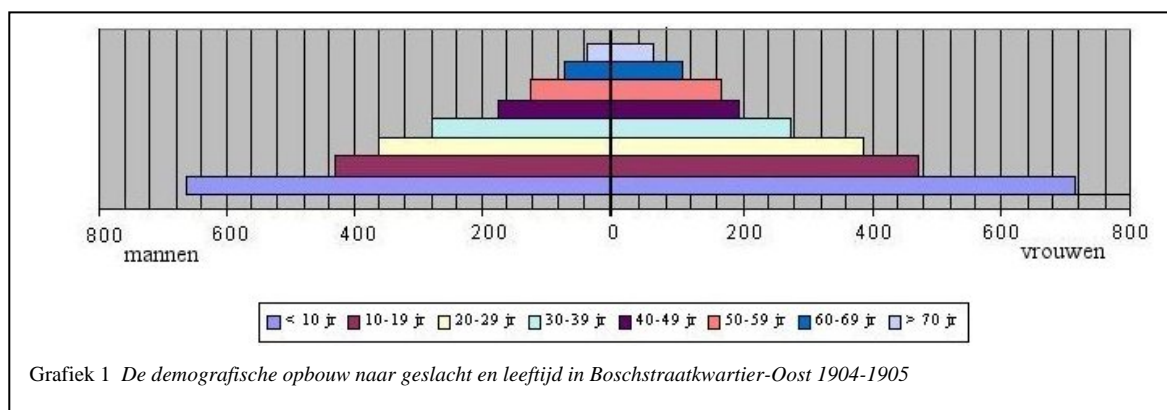 800 600 400 200 0 200 400 600 800
mannen vrouwen
< 10 jr 10-19 jr 20-29 jr 30-39 jr 40-49 jr 50-59 jr 60-69 jr > 70 jr
Grafiek 1 De demografische opbouw naar geslacht en leeftijd in Boschstraatkwartier-Oost 1904-1905